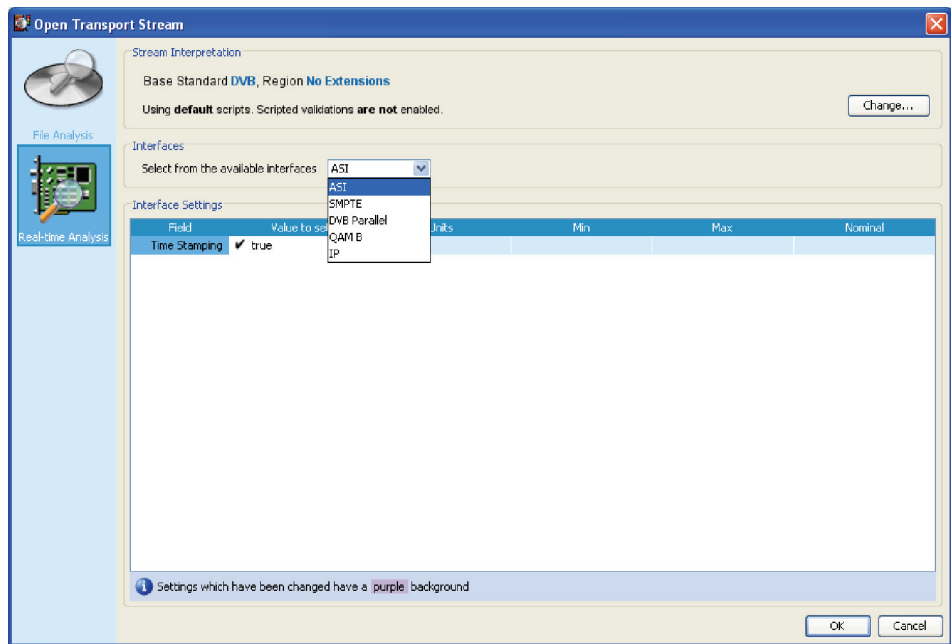 Open Transport Stream
File Analysis
Real-time Analysis
Stream Interpretation
Base Standard DVB, Region No Extensions
Using default scripts. Scripted validations are not enabled.
Change...
Interfaces
Select from the available interfaces ASI
ASI
SMPTE
DVB Parallel
QAM B
IP
Interface Settings
Field Value to se Units Min Max Nominal
Time Stamping true
Settings which have been changed have a purple background
OK Cancel